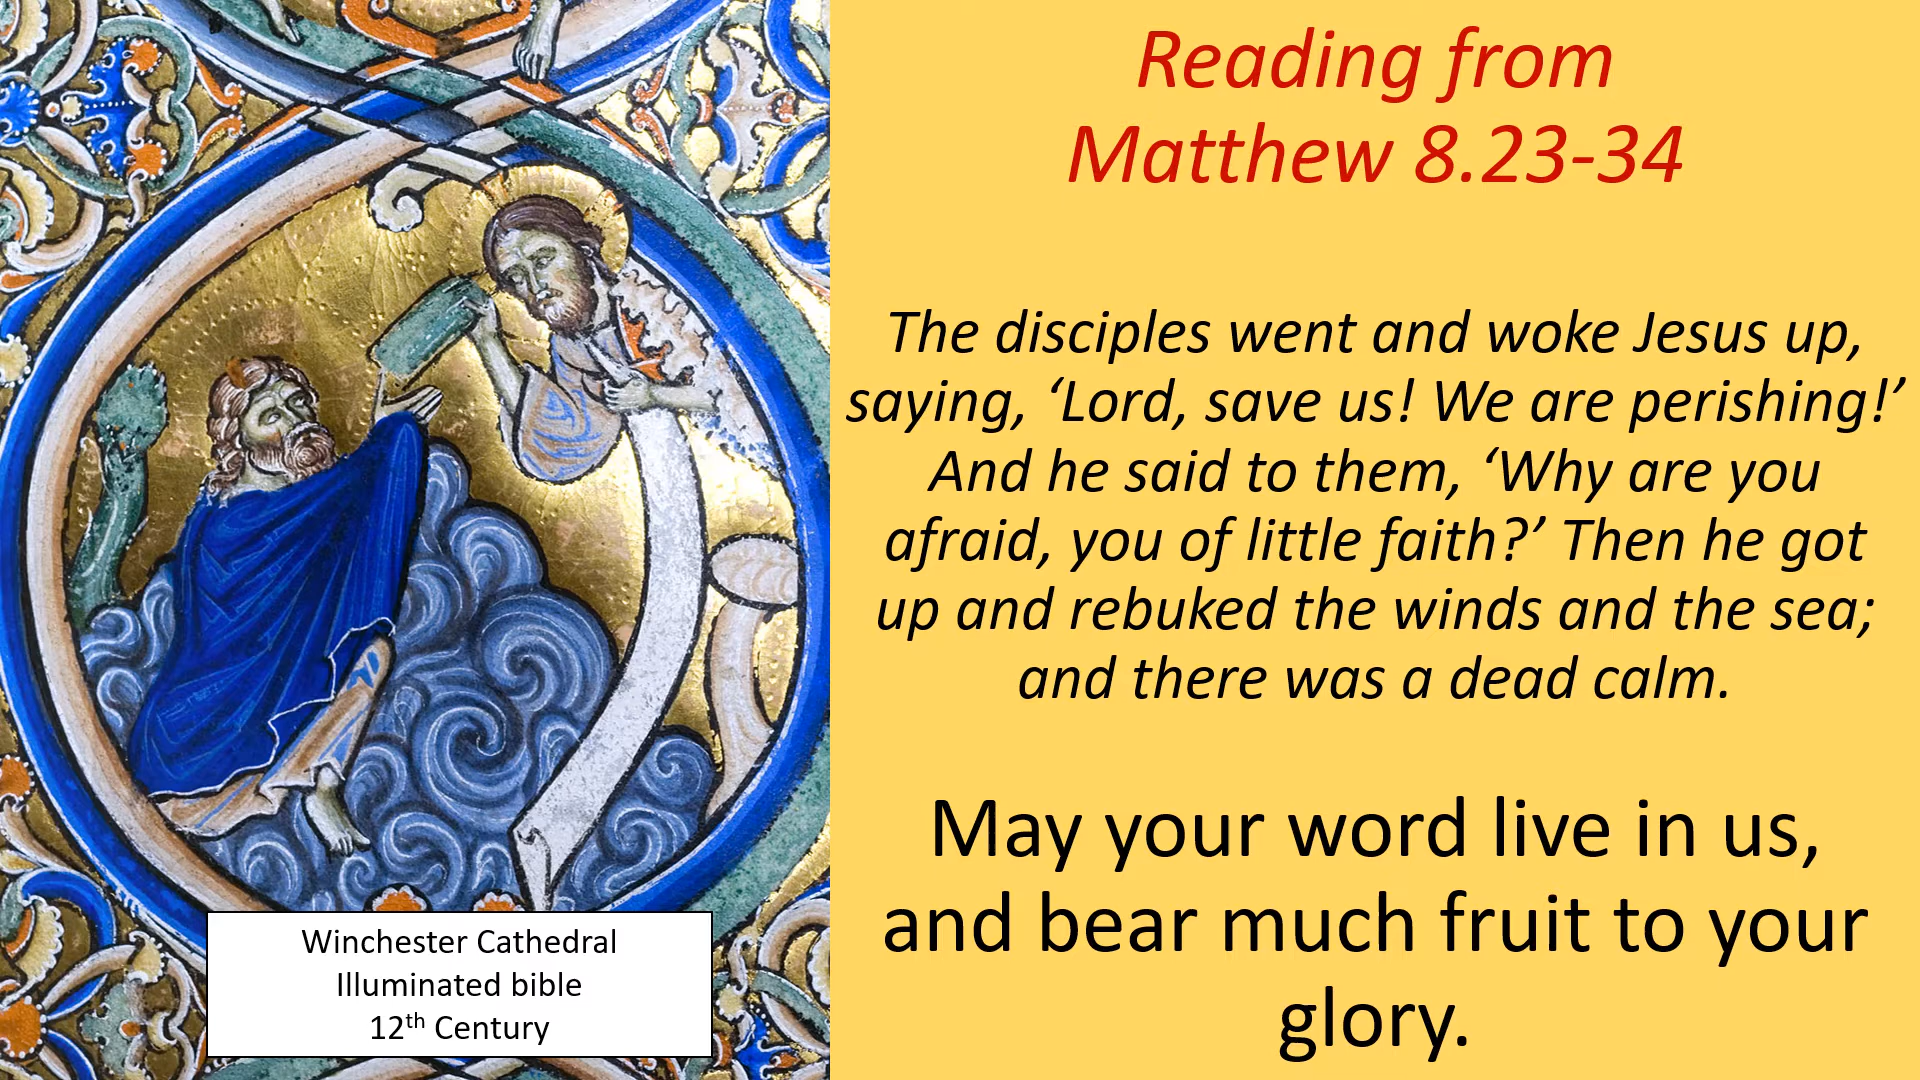 Reading from
Matthew 8.23-34
The disciples went and woke Jesus up,
saying, ‘Lord, save us! We are perishing!’
And he said to them, ‘Why are you
afraid, you of little faith?’ Then he got
up and rebuked the winds and the sea;
and there was a dead calm.
May your word live in us,
and bear much fruit to your
glory.
Winchester Cathedral
Illuminated bible
12th Century